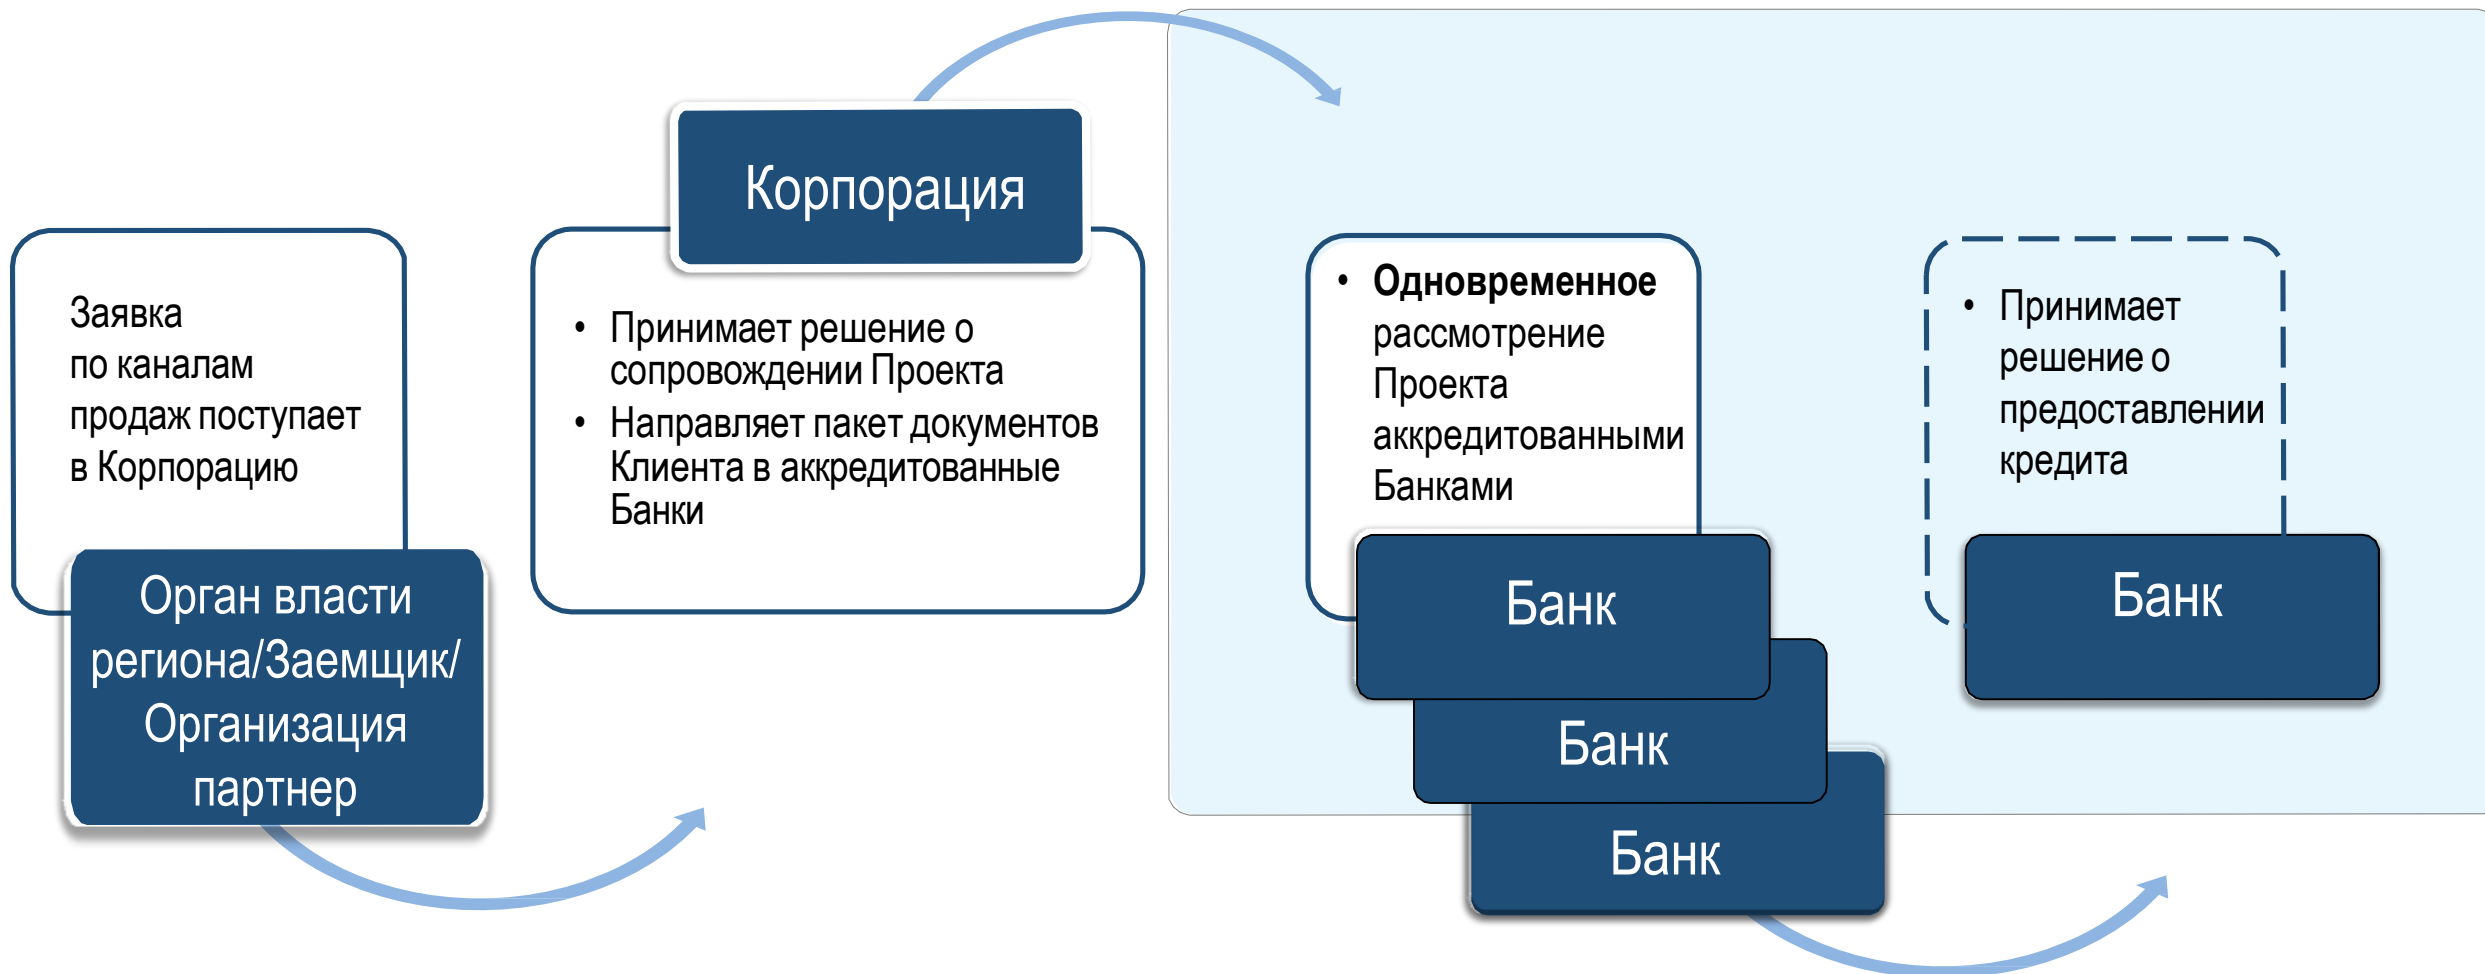 Заявка
по каналам
продаж поступает
в Корпорацию
Орган власти
региона/Заемщик/
Организация
партнер
Корпорация
• Принимает решение о
сопровождении Проекта
• Направляет пакет документов
Клиента в аккредитованные
Банки
• Одновременное
рассмотрение
Проекта
аккредитованными
Банками
Банк
Банк
Банк
• Принимает
решение о
предоставлении
кредита
Банк